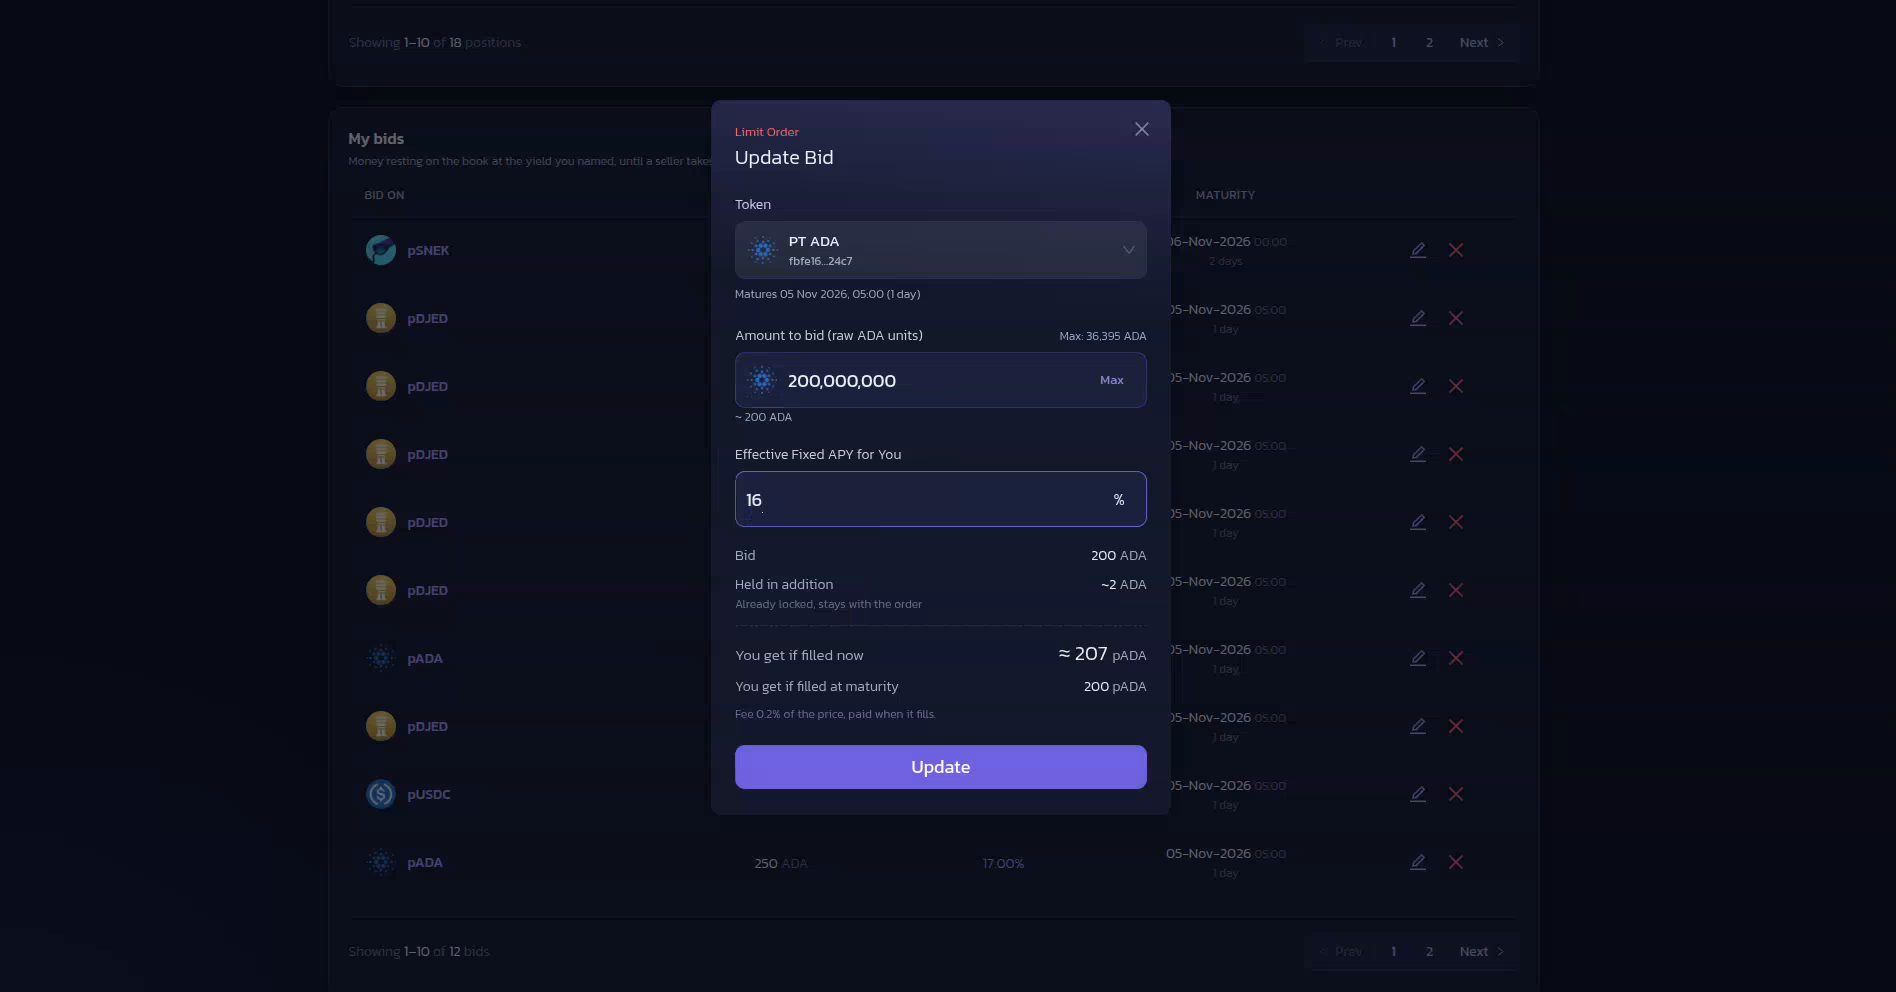 Showing 1–10 of 18 positions
Prev 1 2 Next
My bids
Money resting on the book at the yield you named, until a seller takes
BID ON
MATURITY
pSNEK
06-Nov-2026 00:00
2 days
pDJED
05-Nov-2026 05:00
1 day
pDJED
05-Nov-2026 05:00
1 day
pDJED
05-Nov-2026 05:00
1 day
pDJED
05-Nov-2026 05:00
1 day
pDJED
05-Nov-2026 05:00
1 day
pADA
05-Nov-2026 05:00
1 day
pDJED
05-Nov-2026 05:00
1 day
pUSDC
05-Nov-2026 05:00
1 day
pADA
250 ADA
17.00%
05-Nov-2026 05:00
1 day
Showing 1–10 of 12 bids
Prev 1 2 Next
Limit Order
Update Bid
Token
PT ADA
fbfe16...24c7
Matures 05 Nov 2026, 05:00 (1 day)
Amount to bid (raw ADA units)
Max: 36,395 ADA
200,000,000
Max
~ 200 ADA
Effective Fixed APY for You
16
%
Bid
200 ADA
Held in addition
~2 ADA
Already locked, stays with the order
You get if filled now
≈ 207 pADA
You get if filled at maturity
200 pADA
Fee 0.2% of the price, paid when it fills.
Update